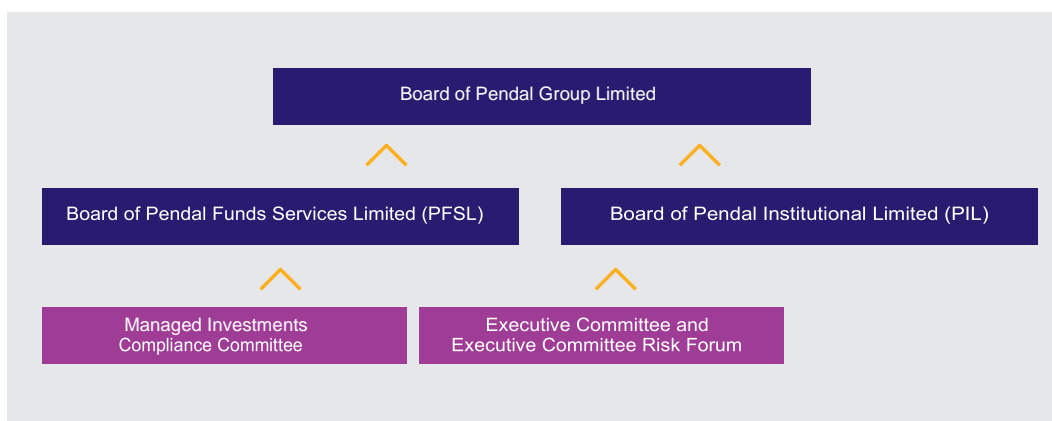 Board of Pendal Group Limited
Board of Pendal Funds Services Limited (PFSL)
Board of Pendal Institutional Limited (PIL)
Managed Investments
Compliance Committee
Executive Committee and
Executive Committee Risk Forum